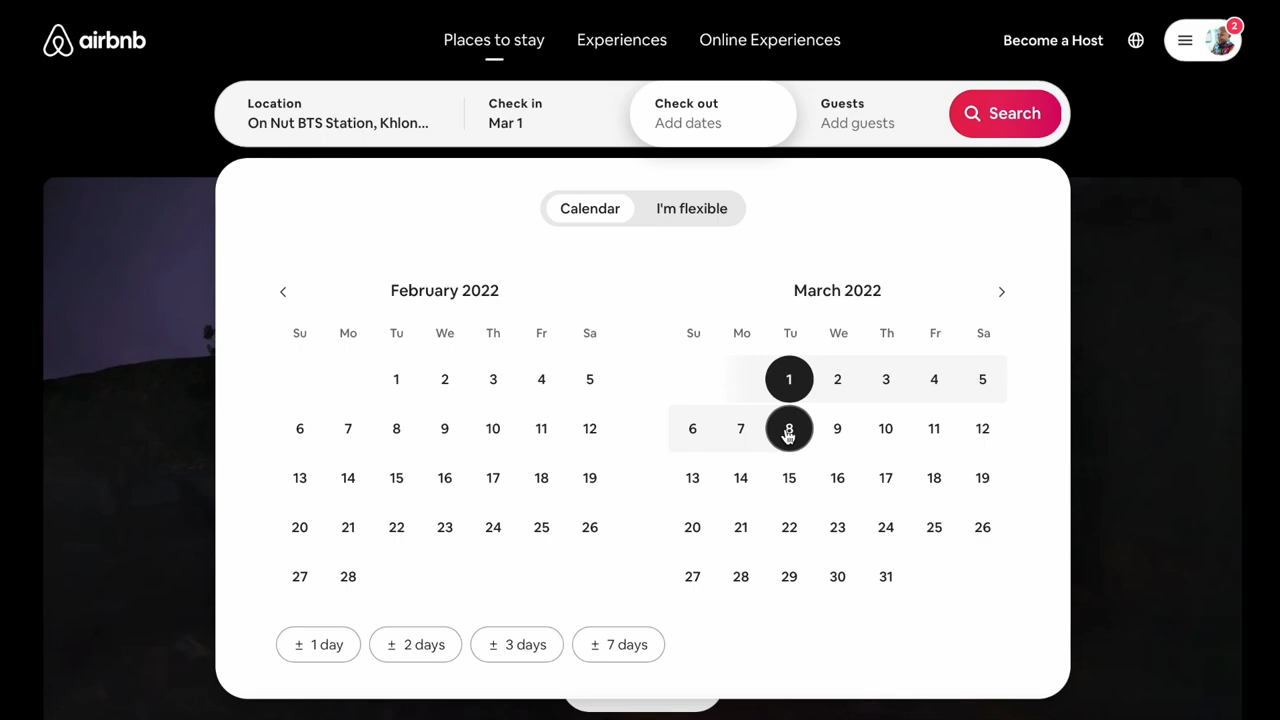 airbnb
Places to stay
Experiences
Online Experiences
Become a Host
2
Location
On Nut BTS Station, Khlon...
Check in
Mar 1
Check out
Add dates
Guests
Add guests
Search
Calendar
I'm flexible
February 2022
Su Mo Tu We Th Fr Sa
1 2 3 4 5
6 7 8 9 10 11 12
13 14 15 16 17 18 19
20 21 22 23 24 25 26
27 28
March 2022
Su Mo Tu We Th Fr Sa
1 2 3 4 5
6 7 8 9 10 11 12
13 14 15 16 17 18 19
20 21 22 23 24 25 26
27 28 29 30 31
± 1 day
± 2 days
± 3 days
± 7 days